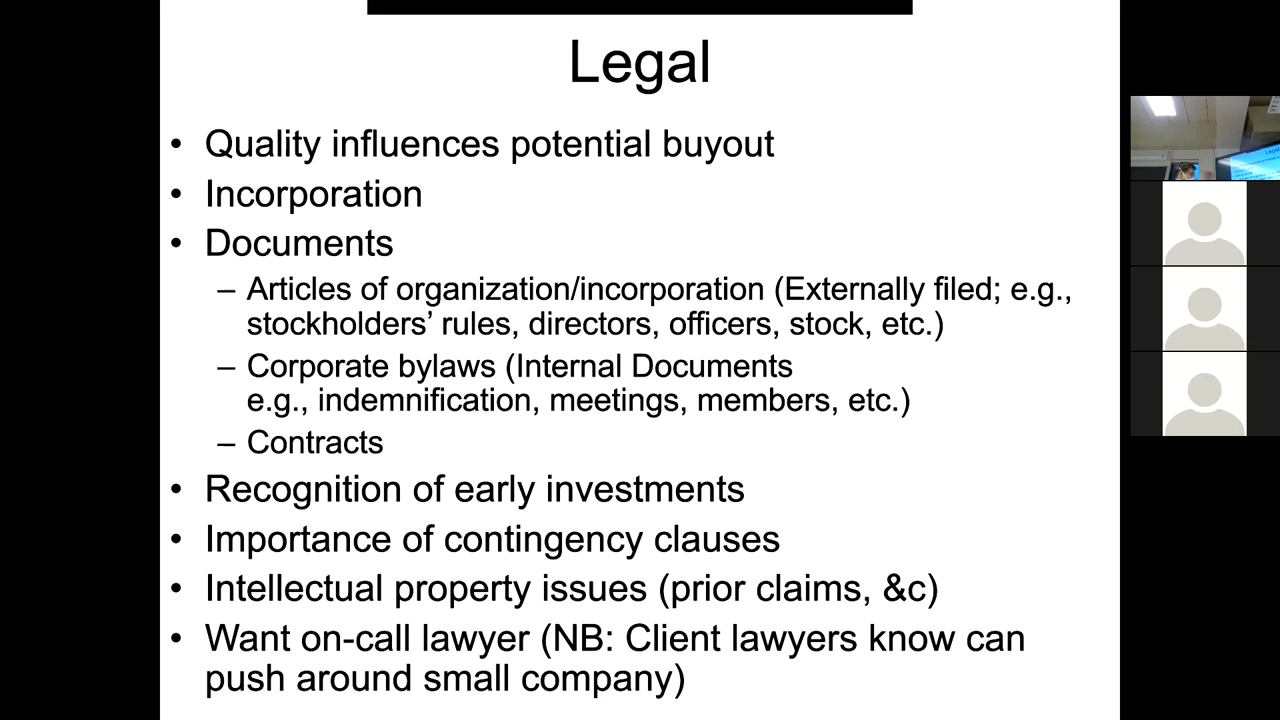 Legal
• Quality influences potential buyout
• Incorporation
• Documents
– Articles of organization/incorporation (Externally filed; e.g.,
stockholders’ rules, directors, officers, stock, etc.)
– Corporate bylaws (Internal Documents
e.g., indemnification, meetings, members, etc.)
– Contracts
• Recognition of early investments
• Importance of contingency clauses
• Intellectual property issues (prior claims, &c)
• Want on-call lawyer (NB: Client lawyers know can
push around small company)